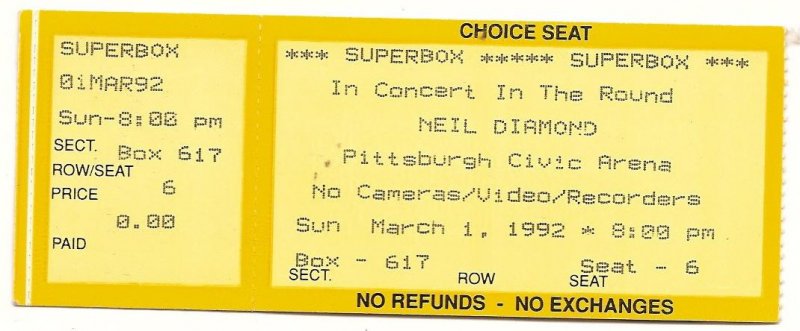 SUPERBOX
01MAR92
Sun-8:00 pm
SECT. Box 617
ROW/SEAT
PRICE 6
0.00
PAID
CHOICE SEAT
*** SUPERBOX ***** SUPERBOX ***
In Concert In The Round
NEIL DIAMOND
Pittsburgh Civic Arena
No Cameras/Video/Recorders
Sun March 1, 1992 * 8:00 pm
Box - 617 Seat - 6
SECT. ROW SEAT
NO REFUNDS - NO EXCHANGES